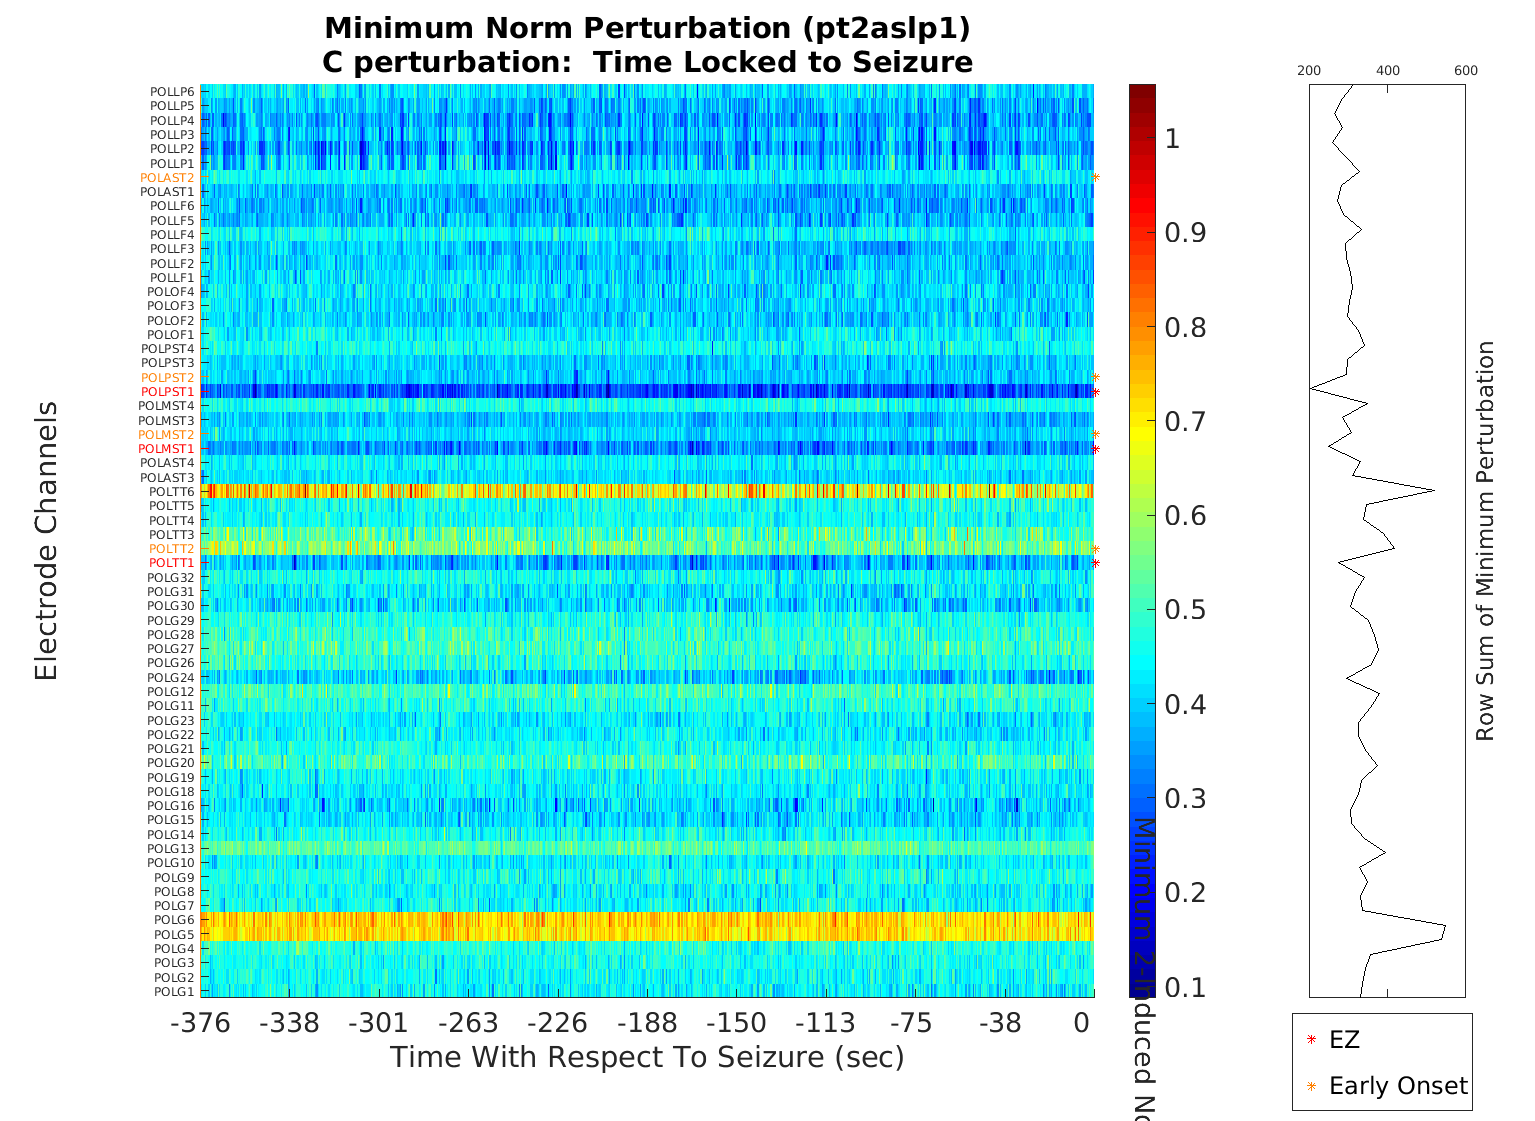 Minimum Norm Perturbation (pt2aslp1)
C perturbation:  Time Locked to Seizure
Electrode Channels
POLLP6
POLLP5
POLLP4
POLLP3
POLLP2
POLLP1
POLAST2
POLAST1
POLLF6
POLLF5
POLLF4
POLLF3
POLLF2
POLLF1
POLOF4
POLOF3
POLOF2
POLOF1
POLPST4
POLPST3
POLPST2
POLPST1
POLMST4
POLMST3
POLMST2
POLMST1
POLAST4
POLAST3
POLTT6
POLTT5
POLTT4
POLTT3
POLTT2
POLTT1
POLG32
POLG31
POLG30
POLG29
POLG28
POLG27
POLG26
POLG24
POLG12
POLG11
POLG23
POLG22
POLG21
POLG20
POLG19
POLG18
POLG16
POLG15
POLG14
POLG13
POLG10
POLG9
POLG8
POLG7
POLG6
POLG5
POLG4
POLG3
POLG2
POLG1
-376 -338 -301 -263 -226 -188 -150 -113 -75 -38 0
Time With Respect To Seizure (sec)
1
0.9
0.8
0.7
0.6
0.5
0.4
0.3
0.2
0.1
Minimum 2-Induced No
200 400 600
Row Sum of Minimum Perturbation
EZ
Early Onset